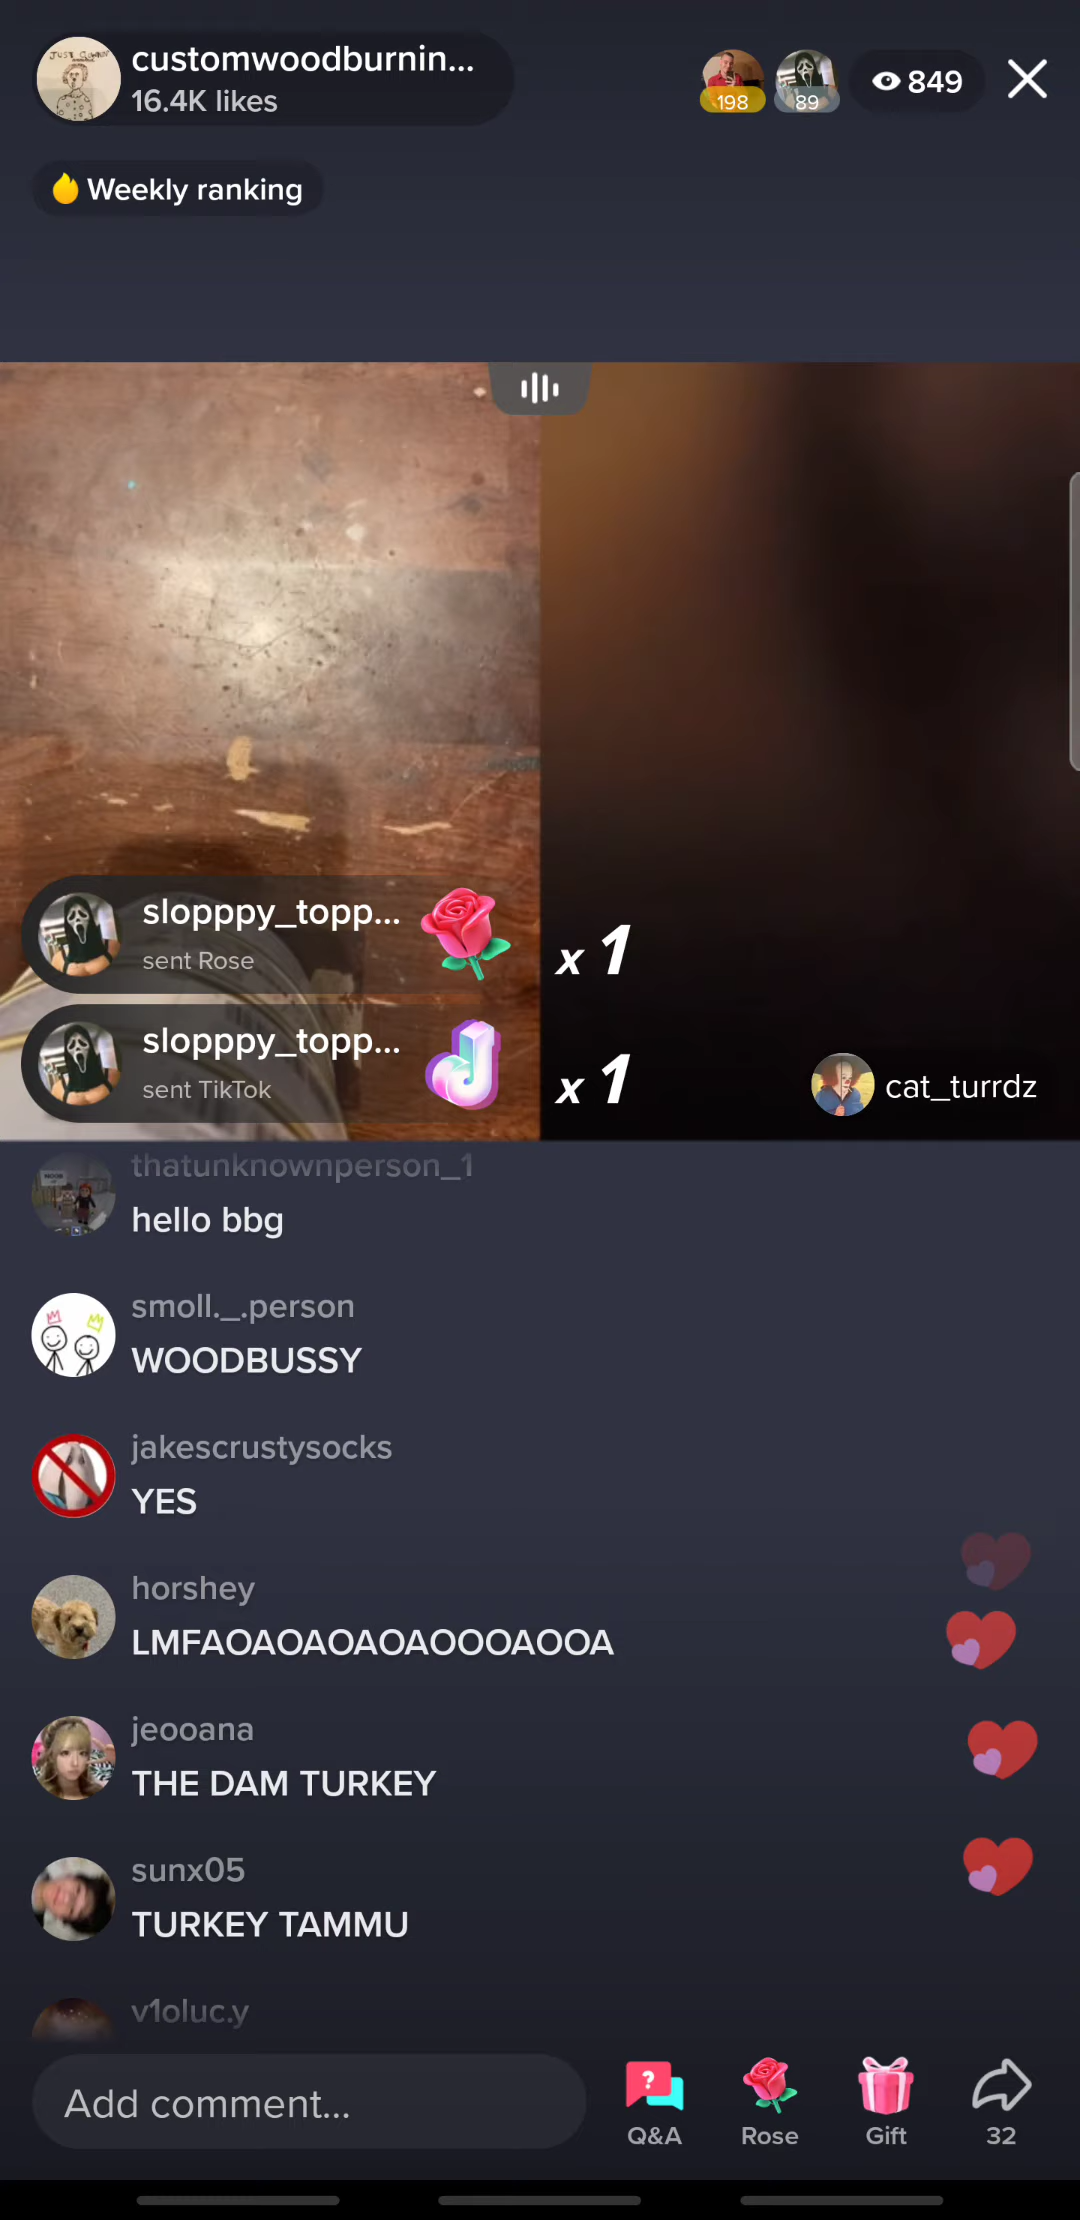 customwoodburnin...
16.4K likes
198
89
849
Weekly ranking
slopppy_topp...
sent Rose
x 1
slopppy_topp...
sent TikTok
x 1
cat_turrdz
thatunknownperson_1
hello bbg
smoll._.person
WOODBUSSY
jakescrustysocks
YES
horshey
LMFAOAOAOAOAOOOAOOA
jeooana
THE DAM TURKEY
sunx05
TURKEY TAMMU
v1oluc.y
Add comment...
?
Q&A
Rose
Gift
32